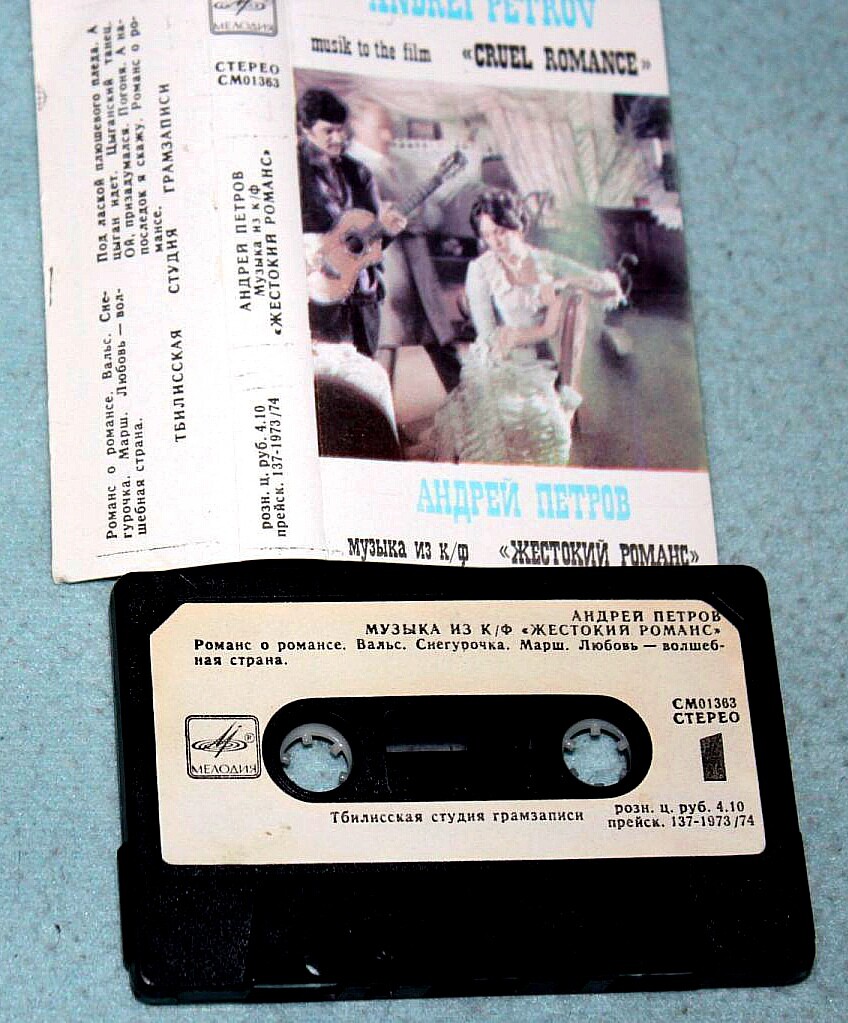 ANDREI PETROV
musik to the film «CRUEL ROMANCE»
АНДРЕЙ ПЕТРОВ
музыка из к/ф «ЖЕСТОКИЙ РОМАНС»
МЕЛОДИЯ
СТЕРЕО
СМ01363
АНДРЕЙ ПЕТРОВ
Музыка из к/ф
«ЖЕСТОКИЙ РОМАНС»
розн. ц. руб. 4.10
прейск. 137-1973/74
Романс о романсе. Вальс. Сне-
гурочка. Марш. Любовь — вол-
шебная страна.
Под лаской плюшевого пледа. А
цыган идет. Цыганский танец.
Ой, призадумался. Погоня. А на-
последок я скажу. Романс о ро-
мансе.
ТБИЛИССКАЯ СТУДИЯ ГРАМЗАПИСИ
АНДРЕЙ ПЕТРОВ
МУЗЫКА ИЗ К/Ф «ЖЕСТОКИЙ РОМАНС»
Романс о романсе. Вальс. Снегурочка. Марш. Любовь — волшеб-
ная страна.
СМ01363
СТЕРЕО
МЕЛОДИЯ
1
Тбилисская студия грамзаписи
розн. ц. руб. 4.10
прейск. 137-1973/74